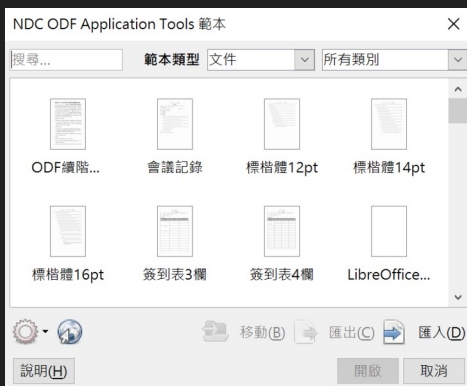 NDC ODF Application Tools 範本
搜尋... 範本類型 文件 所有類別
ODF續階... 會議記錄 標楷體12pt 標楷體14pt
標楷體16pt 簽到表3欄 簽到表4欄 LibreOffice...
移動(B) 匯出(C) 匯入(D)
說明(H) 開啟 取消